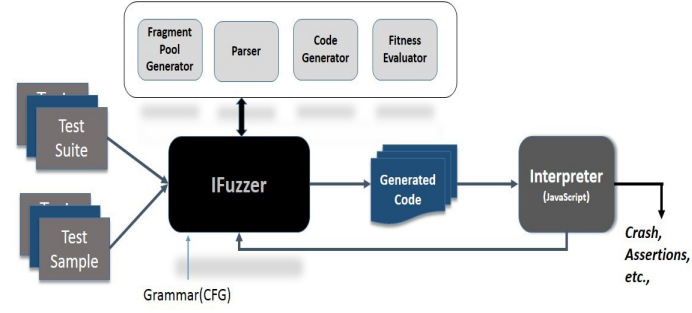 Fragment
Pool
Generator
Parser
Code
Generator
Fitness
Evaluator
Test
Suite
Test
Sample
IFuzzer
Generated
Code
Interpreter
(JavaScript)
Crash,
Assertions,
etc.,
Grammar(CFG)